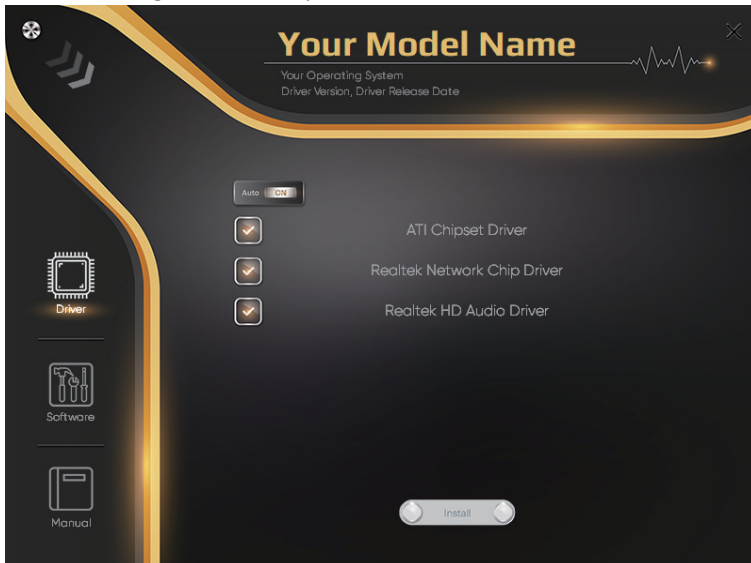 Your Model Name
Your Operating System
Driver Version, Driver Release Date
Auto ON
ATI Chipset Driver
Realtek Network Chip Driver
Realtek HD Audio Driver
Driver
Software
Manual
Install